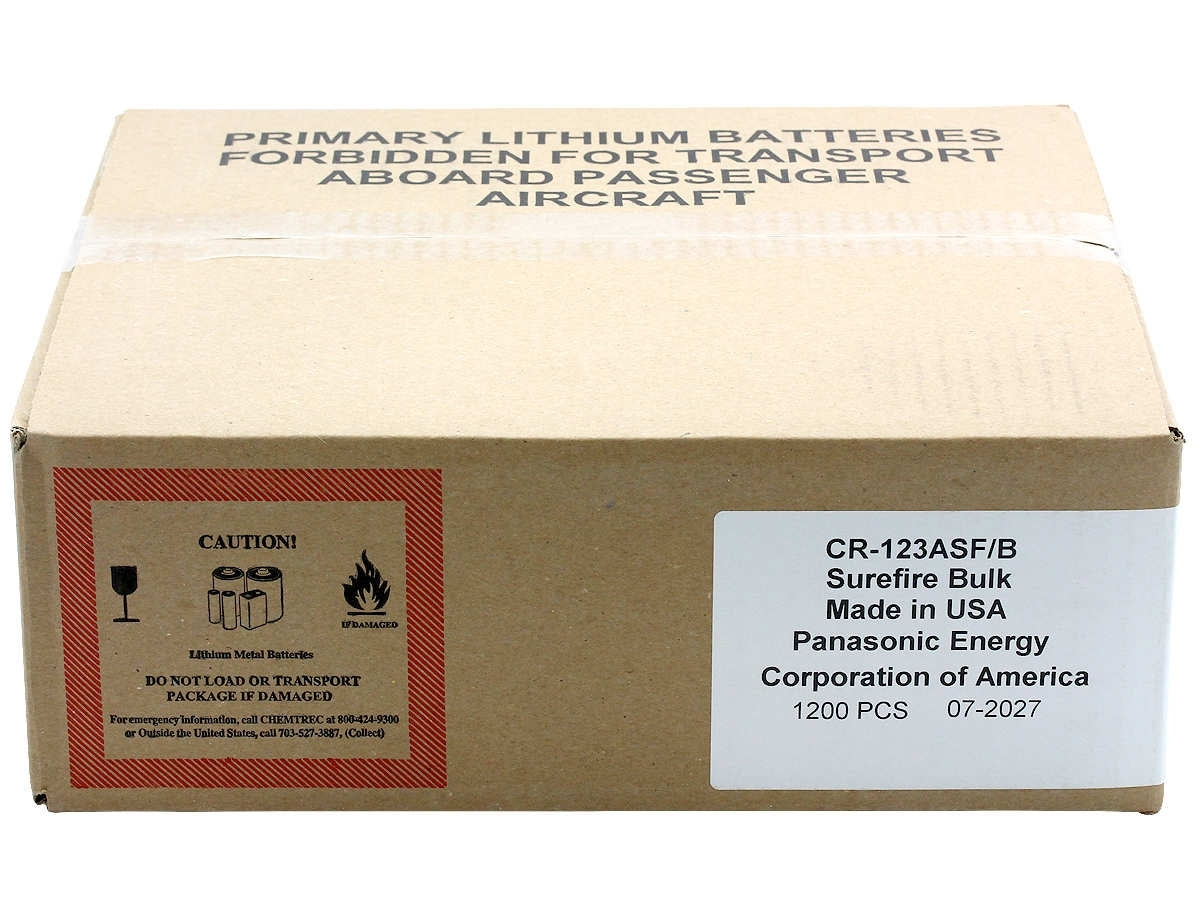 PRIMARY LITHIUM BATTERIES
FORBIDDEN FOR TRANSPORT
ABOARD PASSENGER
AIRCRAFT
CAUTION!
IF DAMAGED
Lithium Metal Batteries
DO NOT LOAD OR TRANSPORT
PACKAGE IF DAMAGED
For emergency information, call CHEMTREC at 800-424-9300
or Outside the United States, call 703-527-3887, (Collect)
CR-123ASF/B
Surefire Bulk
Made in USA
Panasonic Energy
Corporation of America
1200 PCS 07-2027